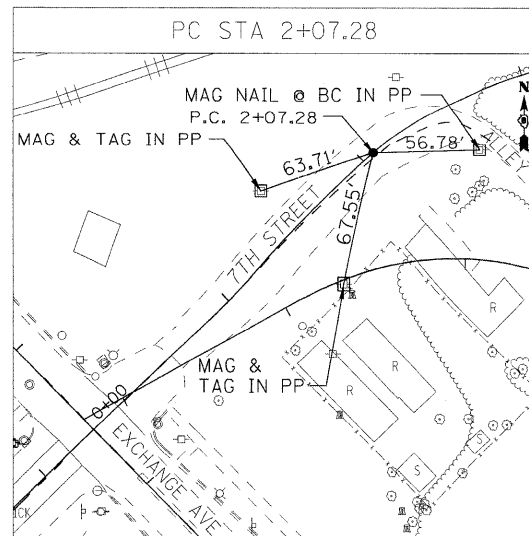 PC STA 2+07.28
MAG NAIL @ BC IN PP
P.C. 2+07.28
N
MAG & TAG IN PP
63.71'
56.78'
ALLEY
67.55'
7TH STREET
R
R
R
MAG &
TAG IN PP
0+00
EXCHANGE AVE
S
S
ICK